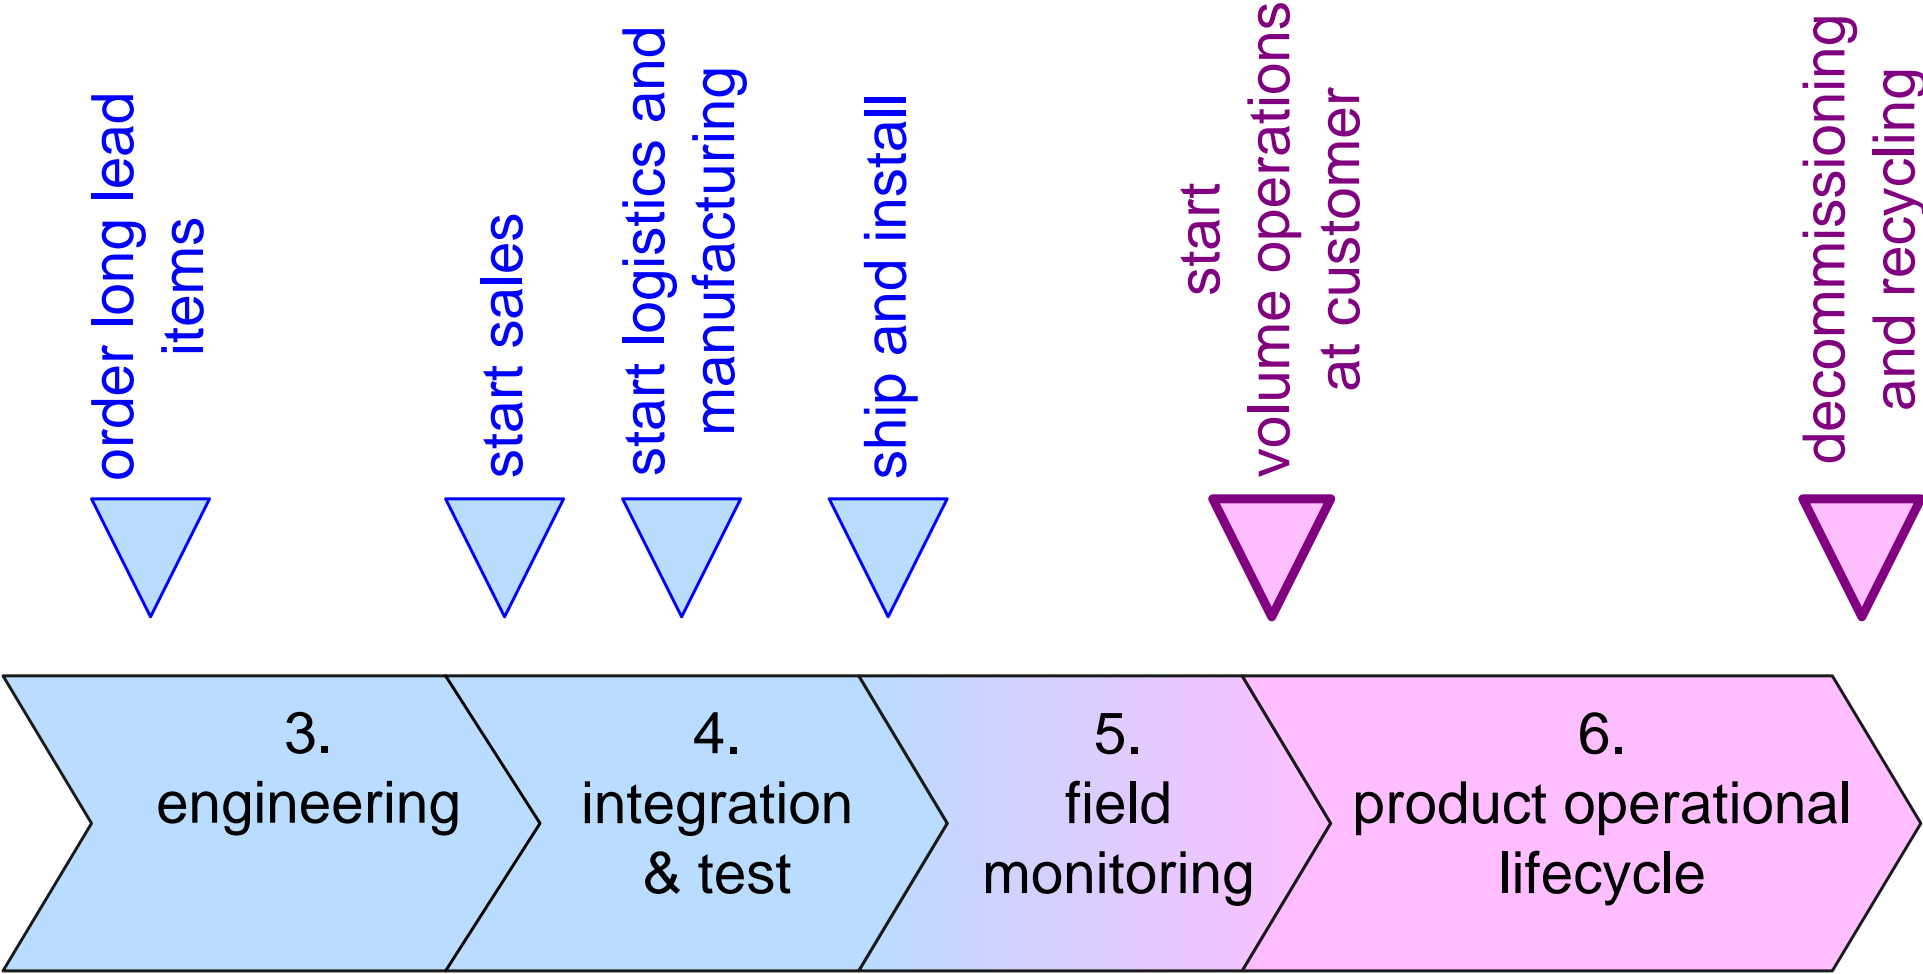 order long lead
items
start sales
start logistics and
manufacturing
ship and install
start
volume operations
at customer
decommissioning
and recycling
3.
engineering
4.
integration
& test
5.
field
monitoring
6.
product operational
lifecycle